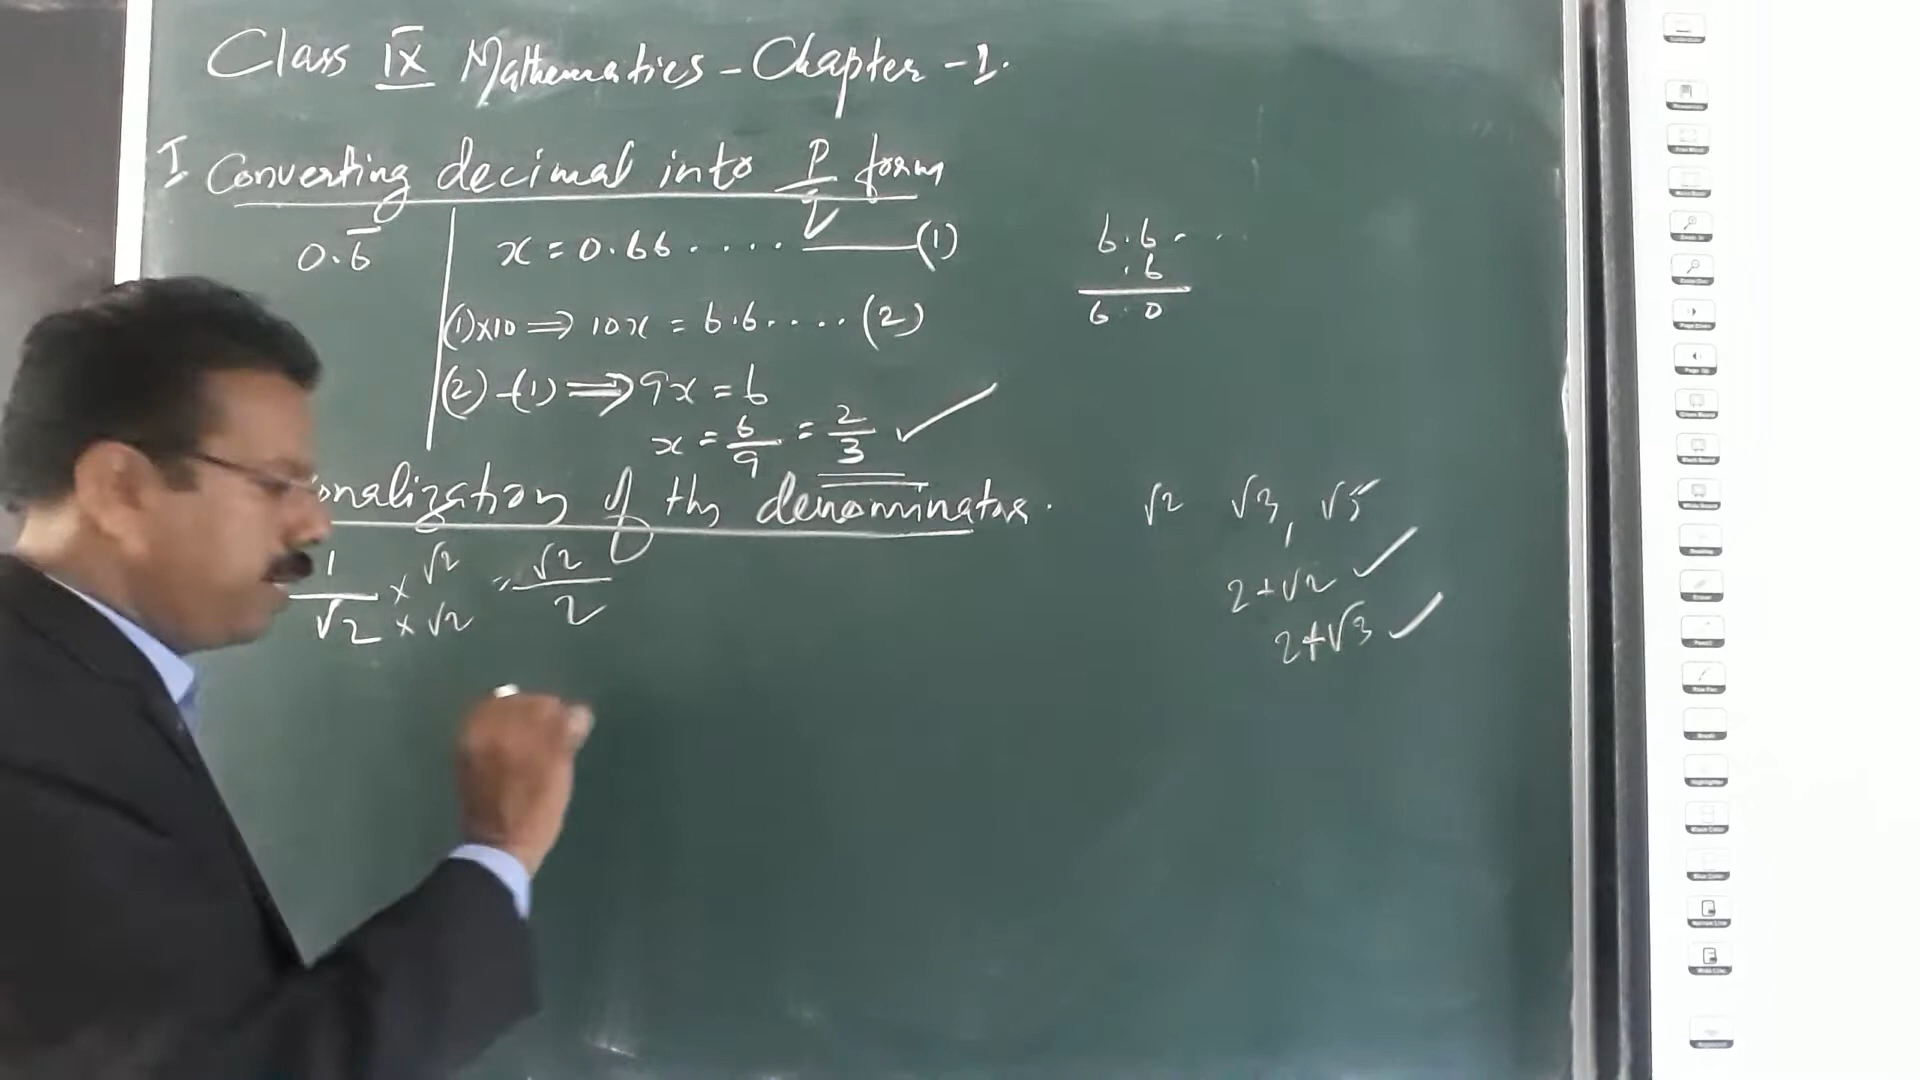 Class IX Mathematics - Chapter - 1.
I Converting decimal into P/q form
0.6̅
x = 0.66 . . . . . (1)
(1)x10 ⇒ 10x = 6.6 . . . . (2)
(2) - (1) ⇒ 9x = 6
x = 6/9 = 2/3 ✓
6.6 . . .
.6
6 0
onalization of the denominator.
1/√2 × √2/× √2 = √2/2
√2 √3, √5
2+√2 ✓
2+√3 ✓